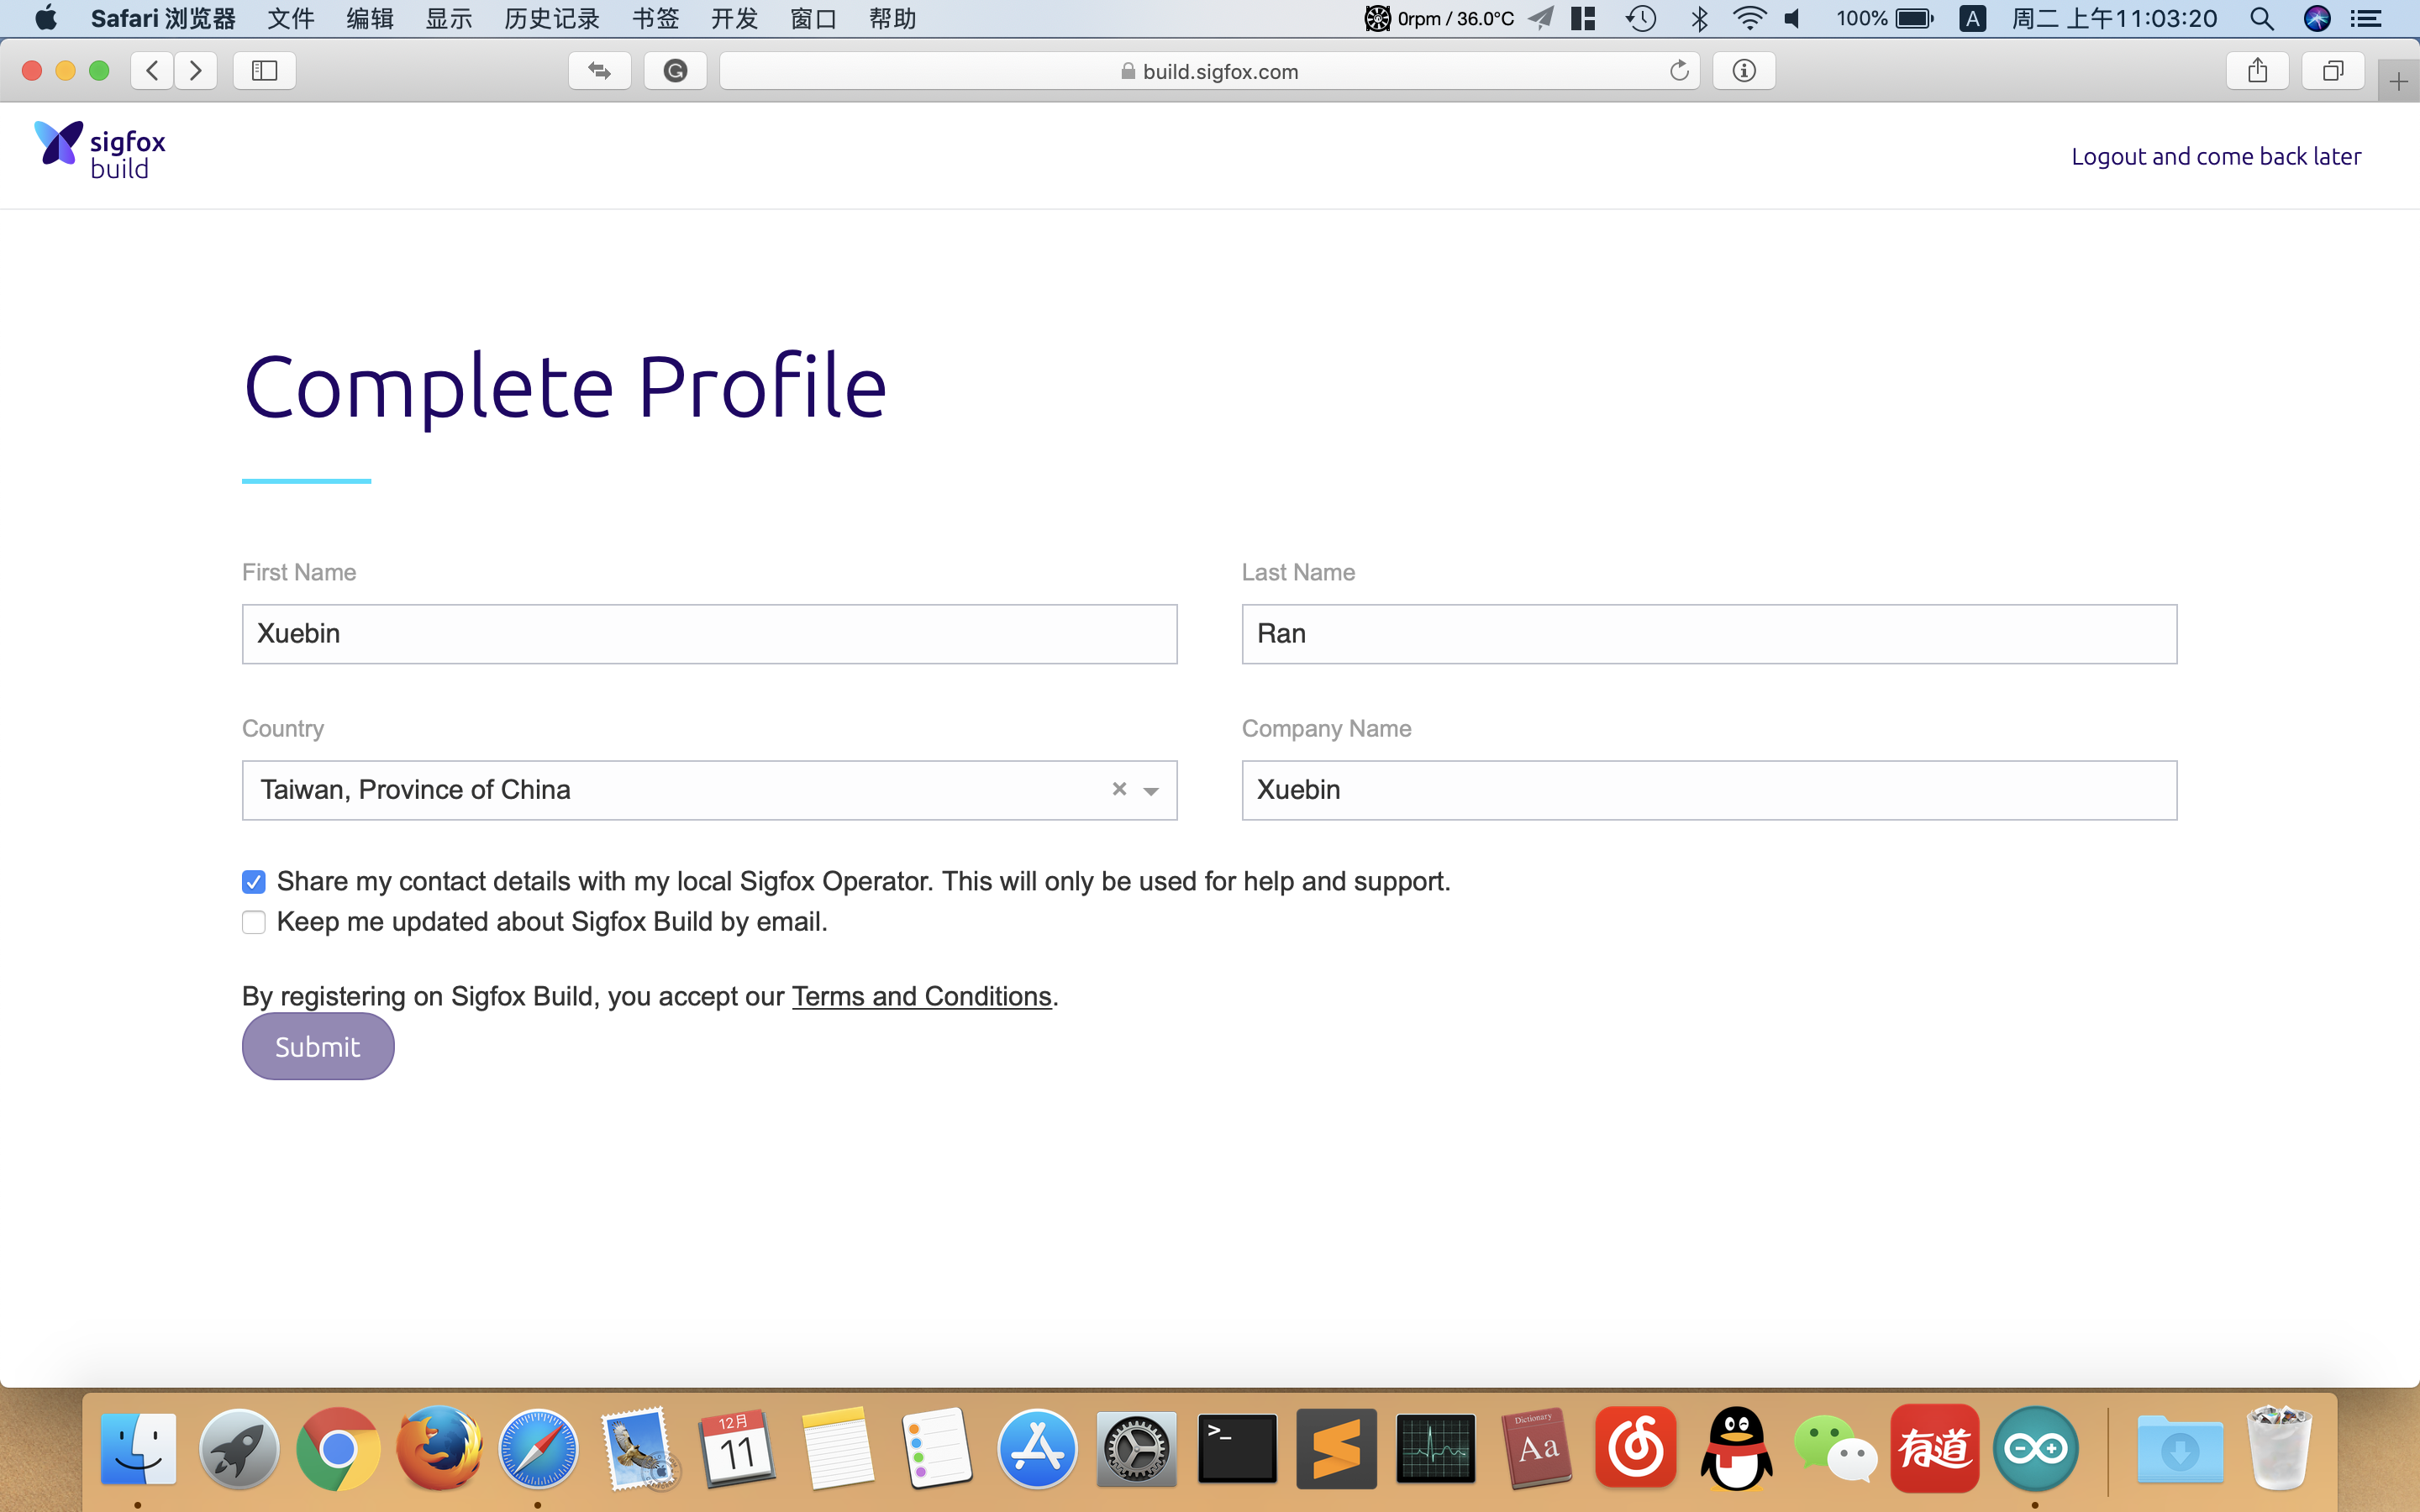 Safari 浏览器 文件 编辑 显示 历史记录 书签 开发 窗口 帮助 0rpm / 36.0°C 100% A 周二 上午11:03:20
build.sigfox.com
sigfox
build
Logout and come back later
Complete Profile
First Name Last Name
Xuebin Ran
Country Company Name
Taiwan, Province of China × Xuebin
Share my contact details with my local Sigfox Operator. This will only be used for help and support.
Keep me updated about Sigfox Build by email.
By registering on Sigfox Build, you accept our Terms and Conditions.
Submit
12月
11
>_
Dictionary
Aa
有道